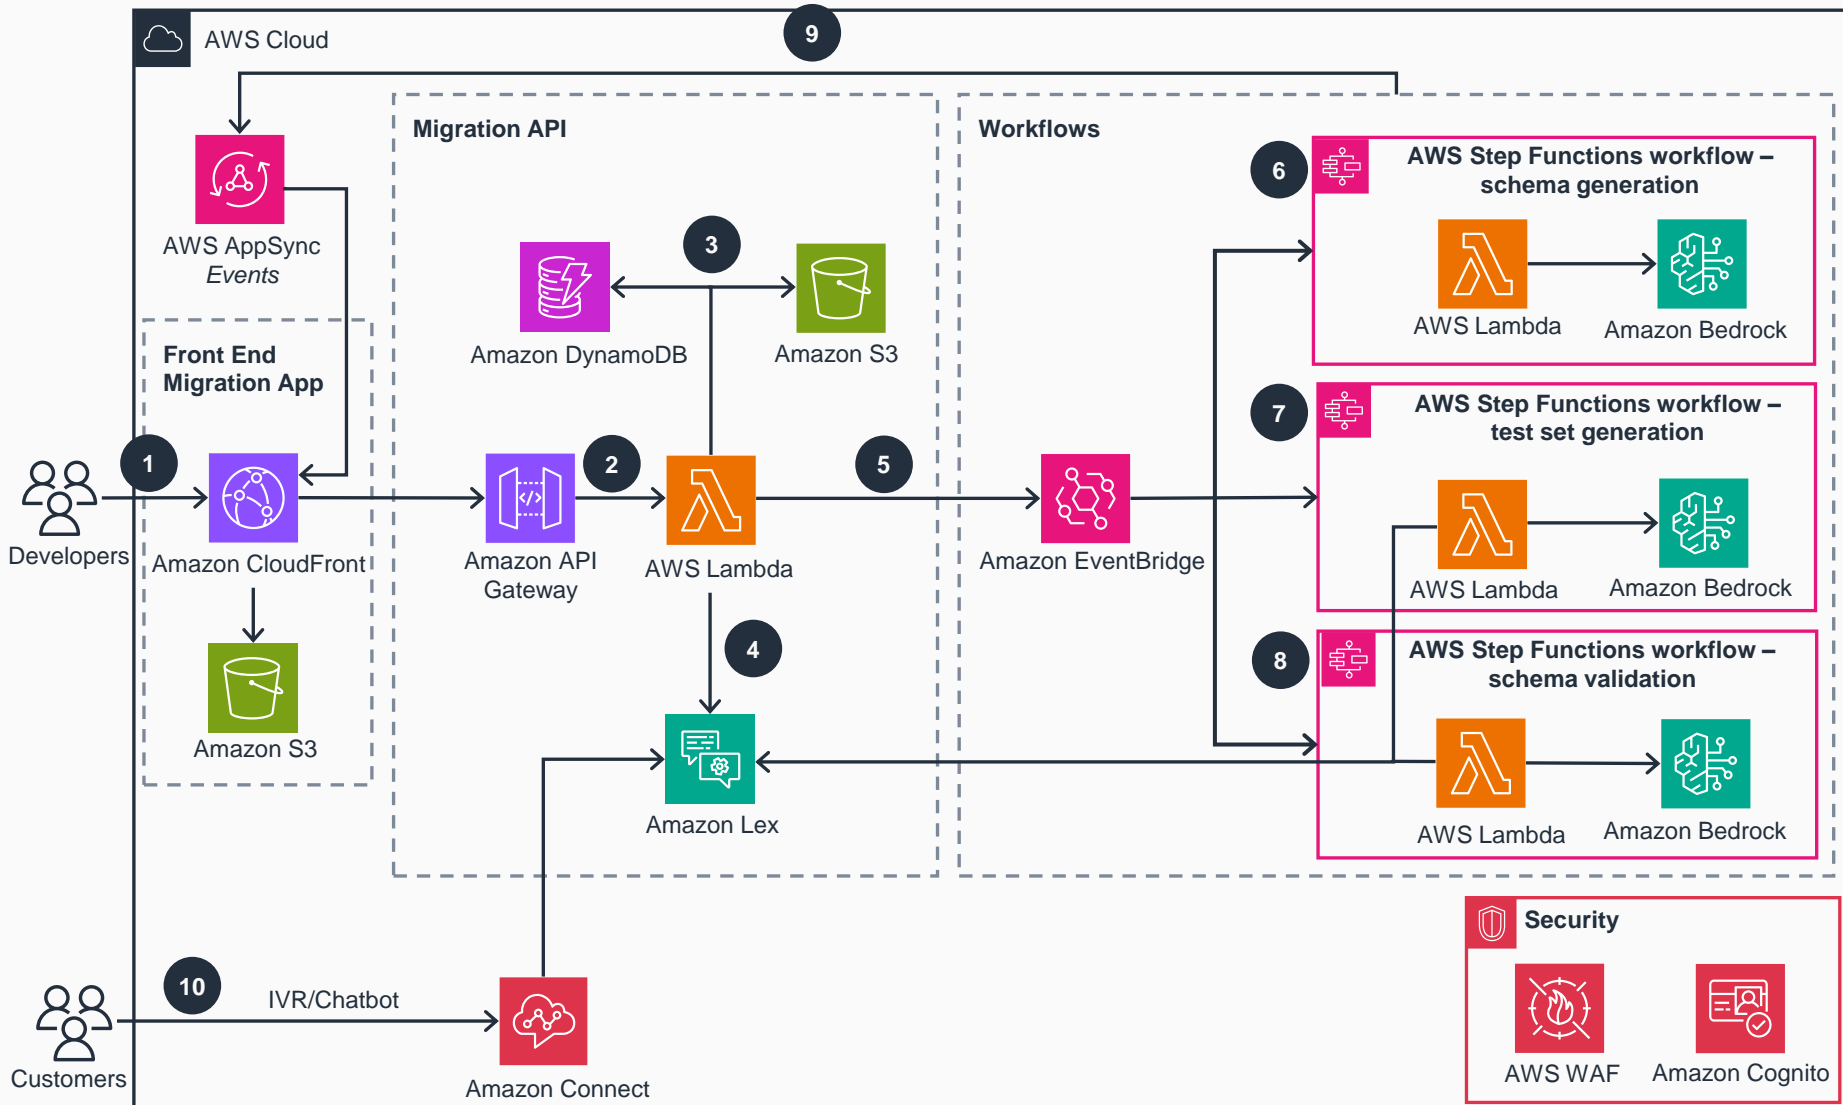 AWS Cloud
9
Migration API
Workflows
6
AWS Step Functions workflow –
schema generation
AWS AppSync
Events
3
Amazon DynamoDB
Amazon S3
AWS Lambda
Amazon Bedrock
Front End
Migration App
7
AWS Step Functions workflow –
test set generation
1
2
5
Developers
Amazon CloudFront
Amazon API
Gateway
AWS Lambda
Amazon EventBridge
AWS Lambda
Amazon Bedrock
4
8
AWS Step Functions workflow –
schema validation
Amazon S3
Amazon Lex
AWS Lambda
Amazon Bedrock
Security
10
IVR/Chatbot
Customers
Amazon Connect
AWS WAF
Amazon Cognito